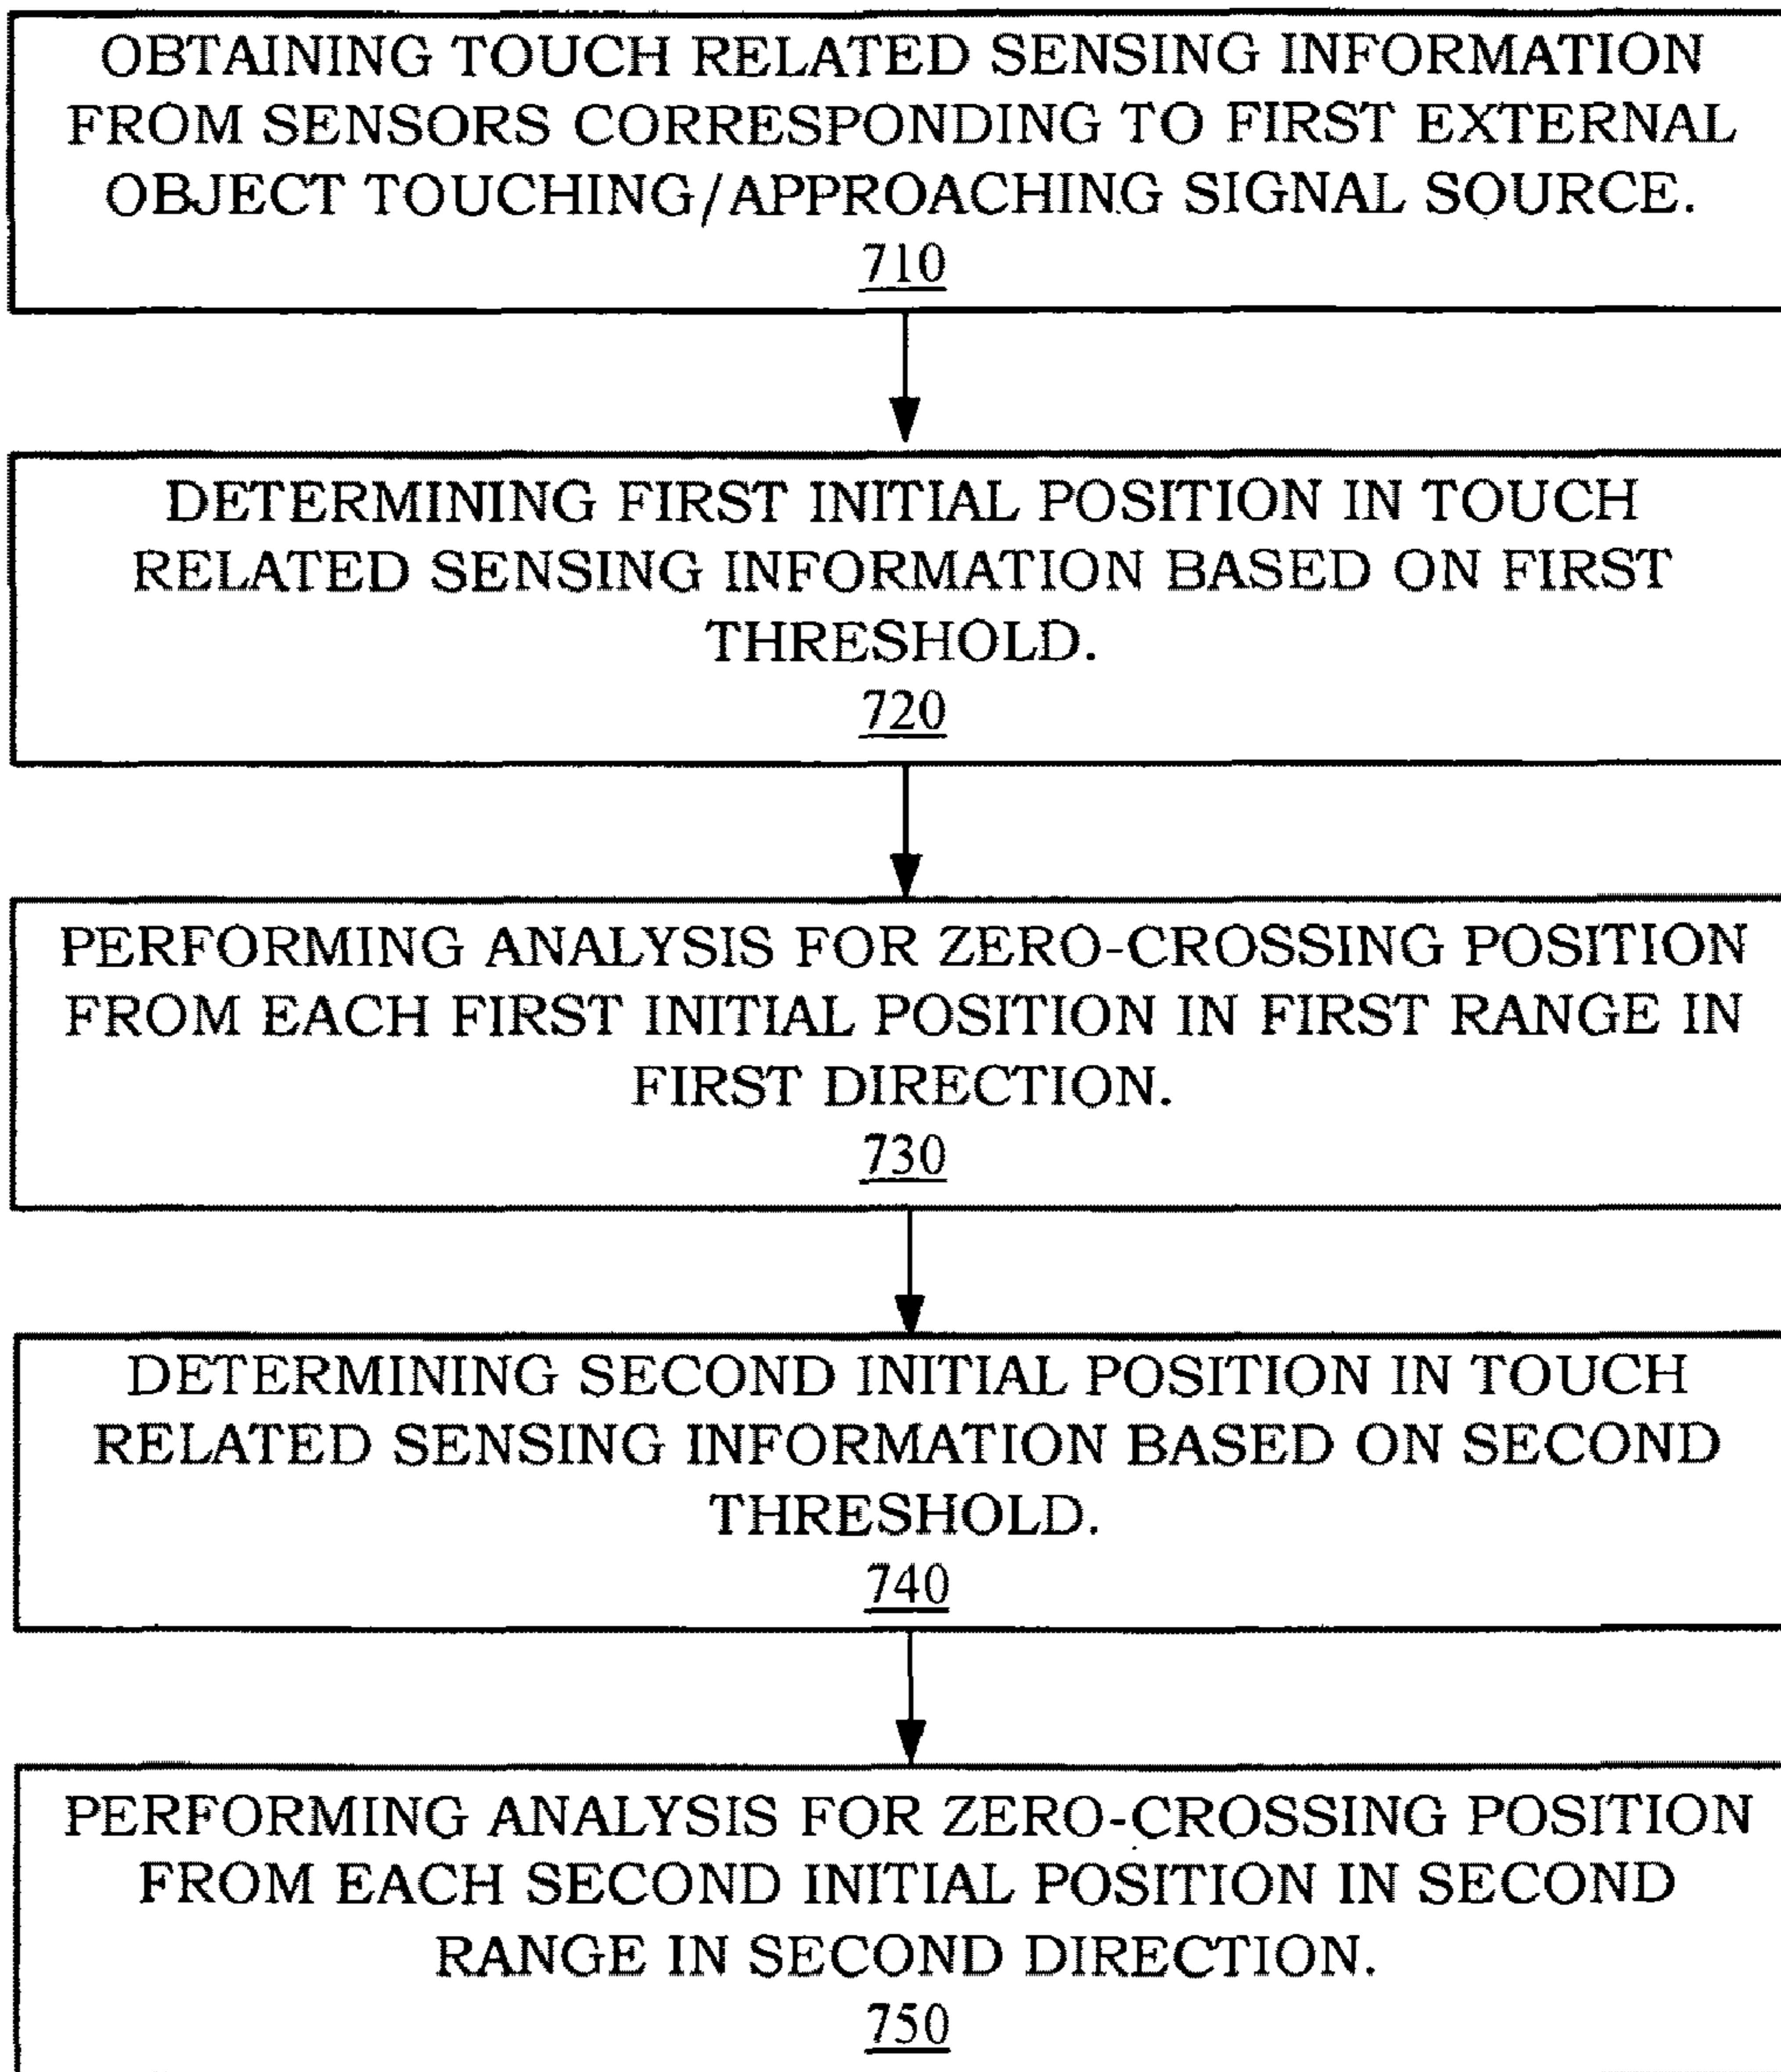 OBTAINING TOUCH RELATED SENSING INFORMATION
FROM SENSORS CORRESPONDING TO FIRST EXTERNAL
OBJECT TOUCHING/APPROACHING SIGNAL SOURCE.
710
DETERMINING FIRST INITIAL POSITION IN TOUCH
RELATED SENSING INFORMATION BASED ON FIRST
THRESHOLD.
720
PERFORMING ANALYSIS FOR ZERO-CROSSING POSITION
FROM EACH FIRST INITIAL POSITION IN FIRST RANGE IN
FIRST DIRECTION.
730
DETERMINING SECOND INITIAL POSITION IN TOUCH
RELATED SENSING INFORMATION BASED ON SECOND
THRESHOLD.
740
PERFORMING ANALYSIS FOR ZERO-CROSSING POSITION
FROM EACH SECOND INITIAL POSITION IN SECOND
RANGE IN SECOND DIRECTION.
750